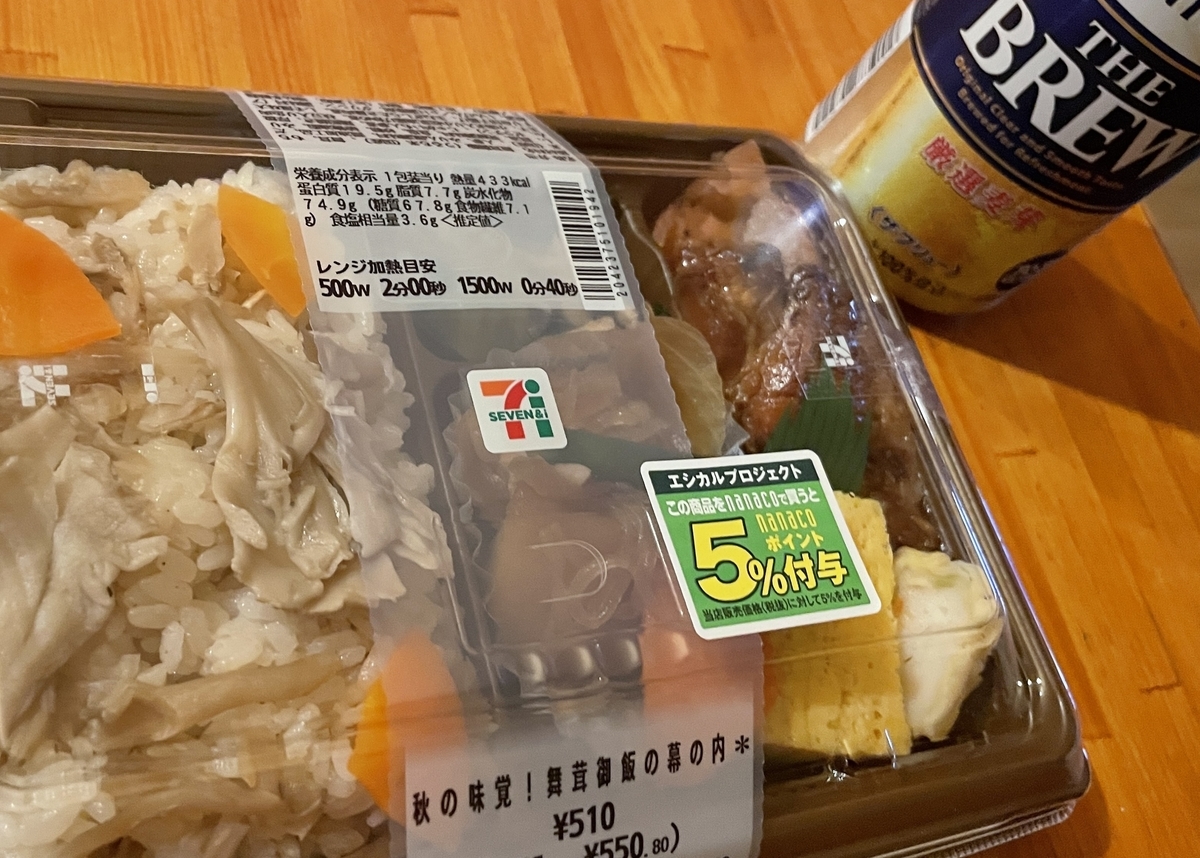 栄養成分表示 1包装当り 熱量433kcal
蛋白質19.5g 脂質7.7g 炭水化物
74.9g (糖質67.8g 食物繊維7.1
g) 食塩相当量3.6g<推定値>
レンジ加熱目安
500W 2分00秒 1500W 0分40秒
SEVEN&i
エシカルプロジェクト
この商品をnanacoで買うと
5%付与
nanaco
ポイント
当店販売価格(税抜)に対して5%を付与
秋の味覚!舞茸御飯の幕の内*
¥510
¥550.80)
THE
BREW
Original Clear and Smooth Taste
Brewed for Refreshment
厳選麦芽